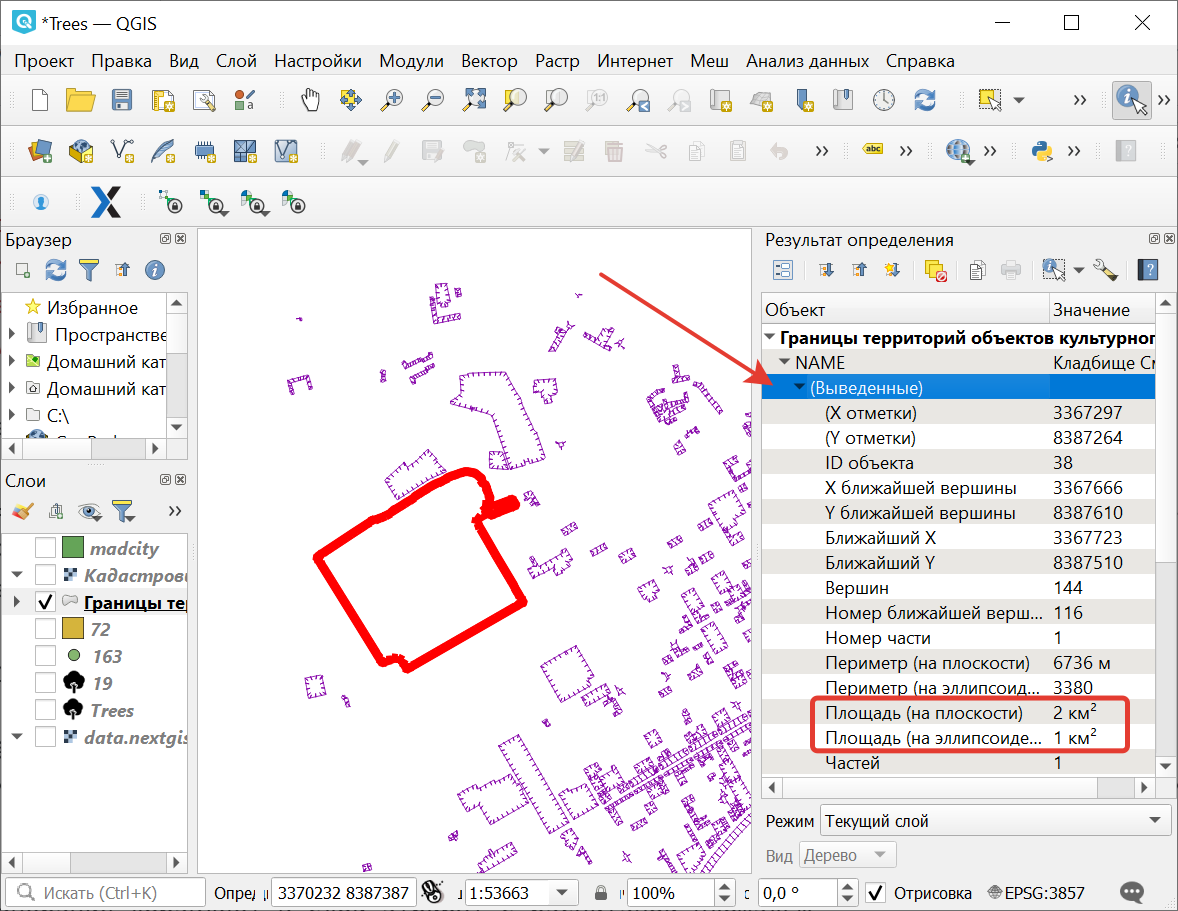 *Trees — QGIS
Проект Правка Вид Слой Настройки Модули Вектор Растр Интернет Меш Анализ данных Справка
Браузер
Избранное
Пространстве
Домашний кат
Домашний кат
C:\
Слои
madcity
Кадастров
Границы тер
72
163
19
Trees
data.nextgis
Результат определения
Объект Значение
Границы территорий объектов культурног
NAME Кладбище См
(Выведенные)
(X отметки) 3367297
(Y отметки) 8387264
ID объекта 38
X ближайшей вершины 3367666
Y ближайшей вершины 8387610
Ближайший X 3367723
Ближайший Y 8387510
Вершин 144
Номер ближайшей верш... 116
Номер части 1
Периметр (на плоскости) 6736 м
Периметр (на эллипсоид... 3380
Площадь (на плоскости) 2 км²
Площадь (на эллипсоиде... 1 км²
Частей 1
Режим Текущий слой
Вид Дерево
Искать (Ctrl+K) Опред 3370232 8387387 1:53663 100% 0,0 ° Отрисовка EPSG:3857